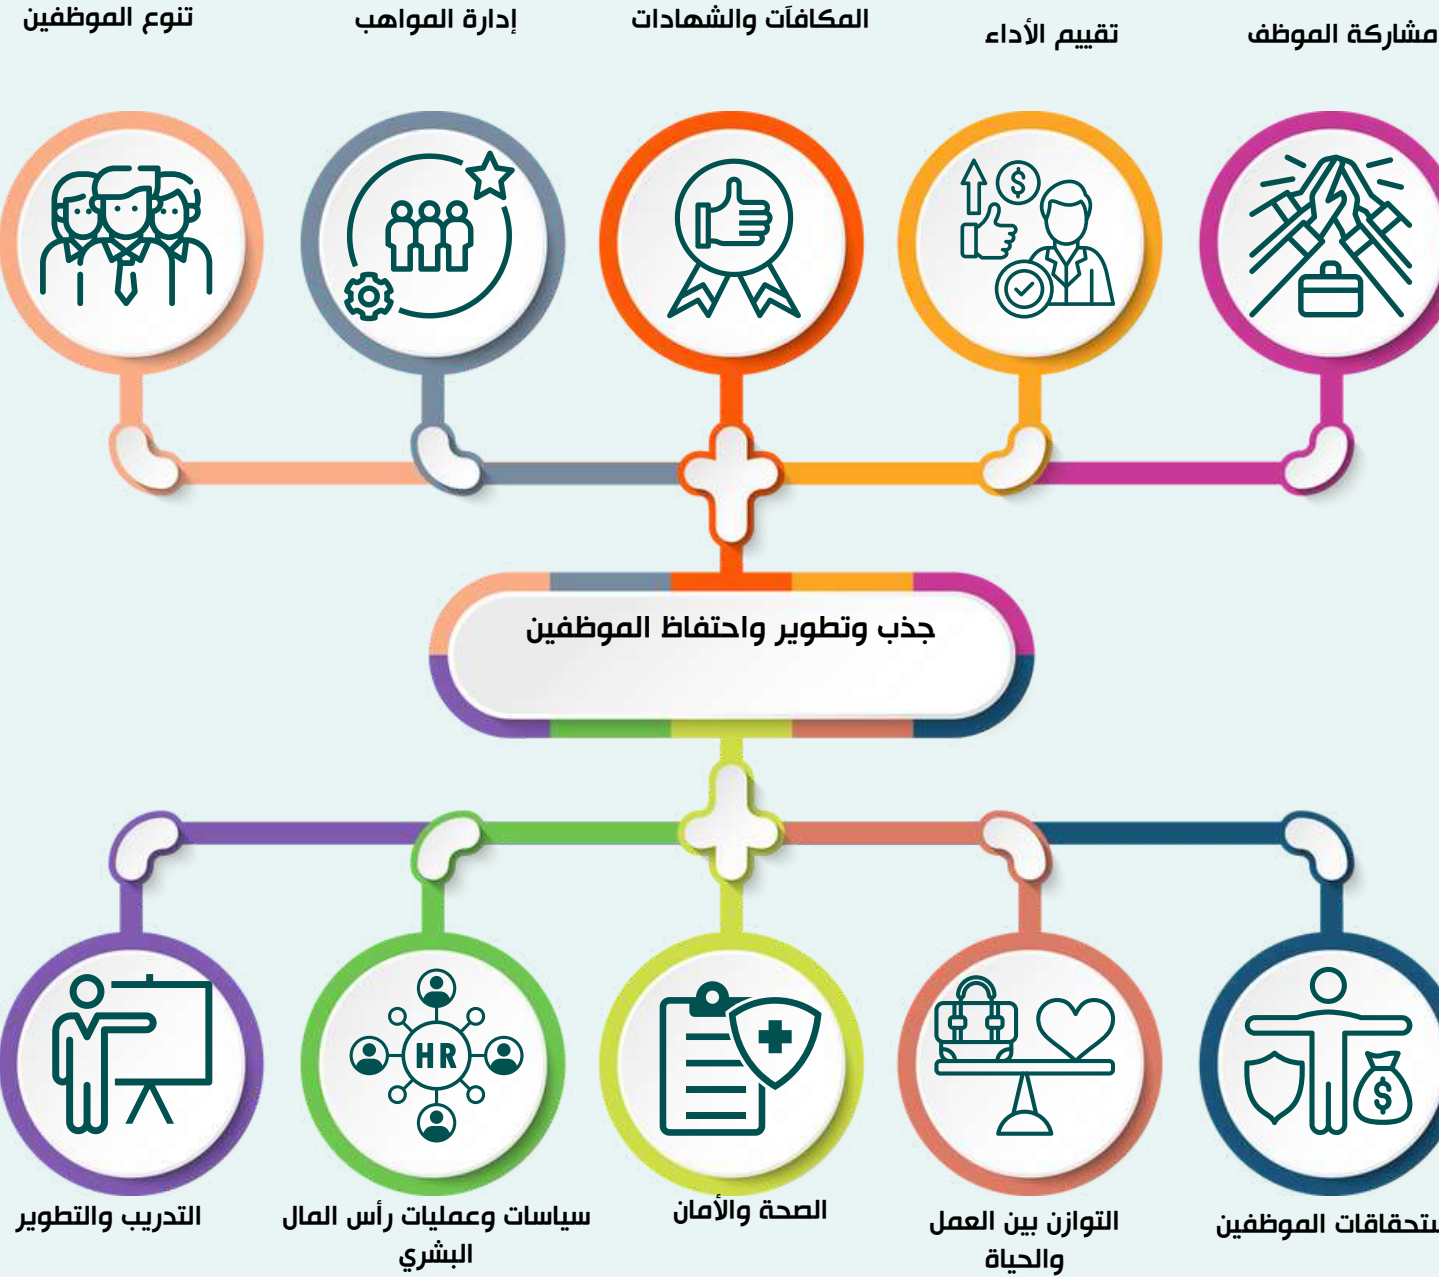 مشاركة الموظف
تقييم الأداء
المكافآت والشهادات
إدارة المواهب
تنوع الموظفين
جذب وتطوير واحتفاظ الموظفين
الموظفين
التوازن بين العمل
والحياة
الصحة والأمان
سياسات وعمليات رأس المال
البشري
HR
التدريب والتطوير
$
$